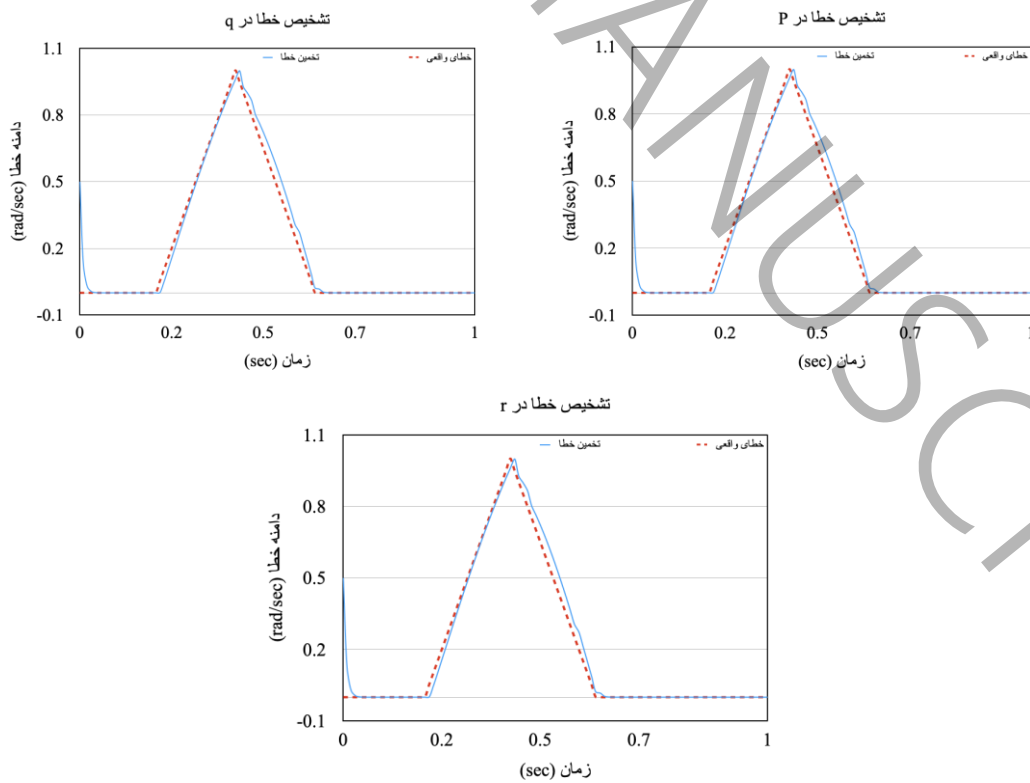 تشخیص خطا در q
1.1
0.8
0.5
0.2
-0.1
تخمین خطا
خطای واقعی
دامنه خطا (rad/sec)
0 0.2 0.5 0.7 1
زمان (sec)
تشخیص خطا در P
1.1
0.8
0.5
0.2
-0.1
تخمین خطا
خطای واقعی
دامنه خطا (rad/sec)
0 0.2 0.5 0.7 1
زمان (sec)
تشخیص خطا در r
1.1
0.8
0.5
0.2
-0.1
تخمین خطا
خطای واقعی
دامنه خطا (rad/sec)
0 0.2 0.5 0.7 1
زمان (sec)
ANUSCI